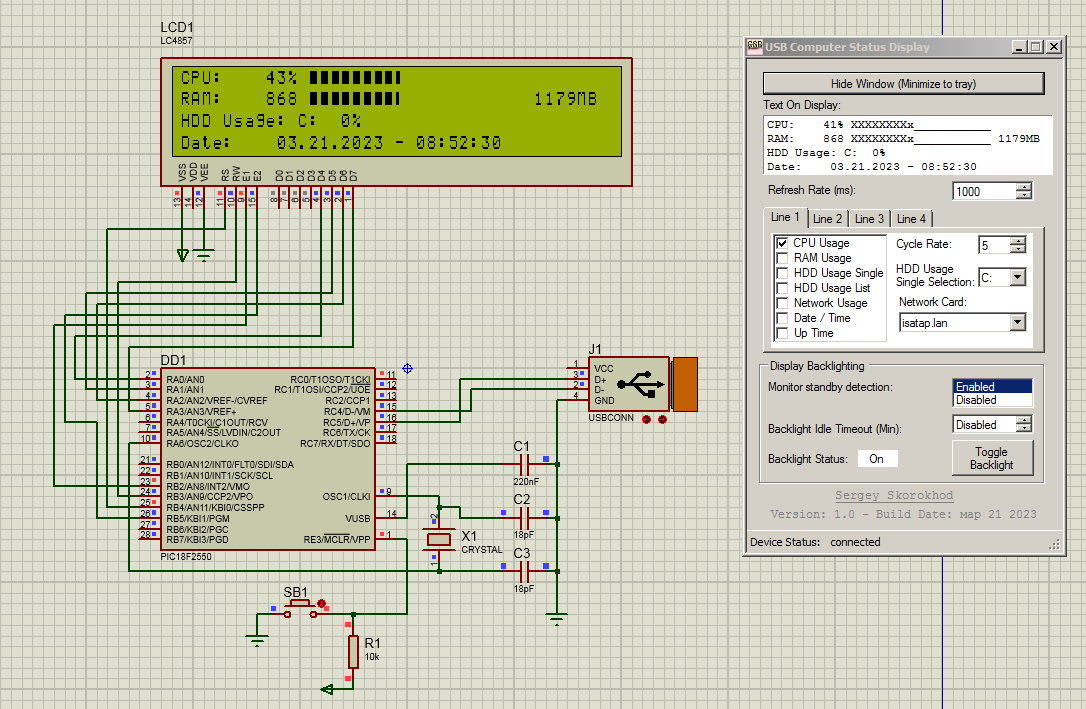 LCD1
LC4857
CPU: 43%
RAM: 868 1179MB
HDD Usage: C: 0%
Date: 03.21.2023 - 08:52:30
VSS VDD VEE RS RW E1 E2 D0 D1 D2 D3 D4 D5 D6 D7
13 14 12 11 10 9 15 8 7 6 5 4 3 2 1
DD1
PIC18F2550
2 RA0/AN0
3 RA1/AN1
4 RA2/AN2/VREF-/CVREF
5 RA3/AN3/VREF+
6 RA4/T0CKI/C1OUT/RCV
7 RA5/AN4/SS/LVDIN/C2OUT
10 RA6/OSC2/CLKO
21 RB0/AN12/INT0/FLT0/SDI/SDA
22 RB1/AN10/INT1/SCK/SCL
23 RB2/AN8/INT2/VMO
24 RB3/AN9/CCP2/VPO
25 RB4/AN11/KBI0/CSSPP
26 RB5/KBI1/PGM
27 RB6/KBI2/PGC
28 RB7/KBI3/PGD
RC0/T1OSO/T1CKI 11
RC1/T1OSI/CCP2/UOE 12
RC2/CCP1 13
RC4/D-/VM 15
RC5/D+/VP 16
RC6/TX/CK 17
RC7/RX/DT/SDO 18
OSC1/CLKI 9
VUSB 14
RE3/MCLR/VPP 1
J1
1 VCC
3 D+
2 D-
4 GND
USBCONN
C1
220nF
C2
18pF
C3
18pF
2
X1
CRYSTAL
1
SB1
R1
10k
USB Computer Status Display
Hide Window (Minimize to tray)
Text On Display:
CPU: 41% XXXXXXXXx____________
RAM: 868 XXXXXXXXx____________ 1179MB
HDD Usage: C: 0%
Date: 03.21.2023 - 08:52:30
Refresh Rate (ms): 1000
Line 1 Line 2 Line 3 Line 4
CPU Usage
RAM Usage
HDD Usage Single
HDD Usage List
Network Usage
Date / Time
Up Time
Cycle Rate: 5
HDD Usage
Single Selection: C:
Network Card:
isatap.lan
Display Backlighting
Monitor standby detection: Enabled
Disabled
Backlight Idle Timeout (Min): Disabled
Backlight Status: On
Toggle
Backlight
Sergey Skorokhod
Version: 1.0 - Build Date: мар 21 2023
Device Status: connected